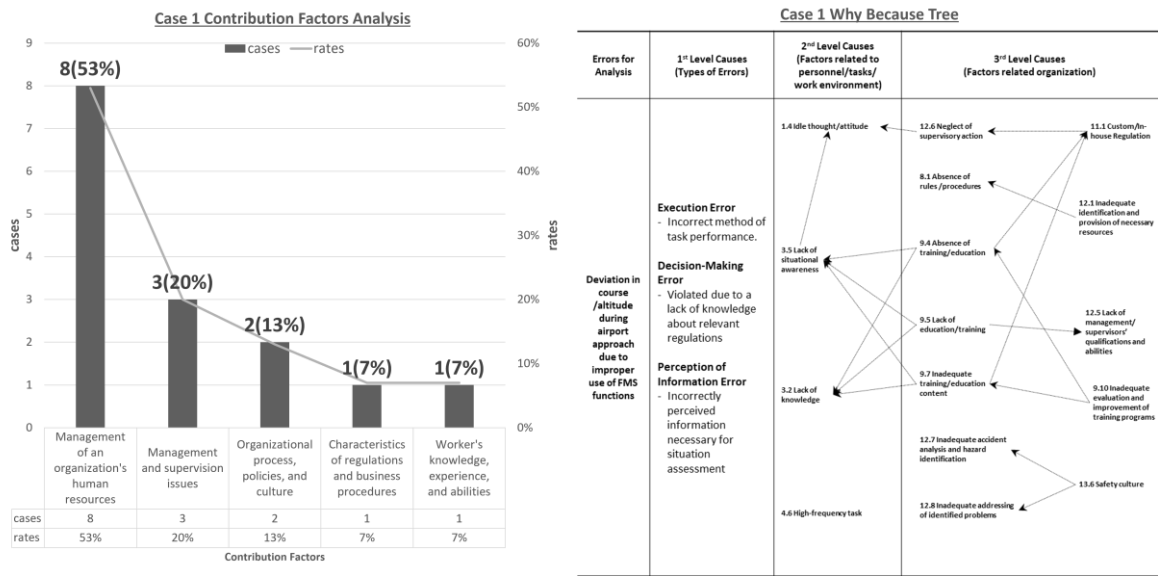 Case 1 Contribution Factors Analysis
cases
rates
9
8
7
6
5
4
3
2
1
0
cases
60%
50%
40%
30%
20%
10%
0%
rates
8(53%)
3(20%)
2(13%)
1(7%)
1(7%)
Management of an organization's human resources
Management and supervision issues
Organizational process, policies, and culture
Characteristics of regulations and business procedures
Worker's knowledge, experience, and abilities
cases 8 3 2 1 1
rates 53% 20% 13% 7% 7%
Contribution Factors
Case 1 Why Because Tree
Errors for
Analysis
1st Level Causes
(Types of Errors)
2nd Level Causes
(Factors related to
personnel/tasks/
work environment)
3rd Level Causes
(Factors related organization)
Deviation in
course
/altitude
during
airport
approach
due to
improper
use of FMS
functions
Execution Error
- Incorrect method of
task performance.
Decision-Making
Error
- Violated due to a
lack of knowledge
about relevant
regulations
Perception of
Information Error
- Incorrectly
perceived
information
necessary for
situation
assessment
1.4 Idle thought/attitude
3.5 Lack of
situational
awareness
3.2 Lack of
knowledge
4.6 High-frequency task
12.6 Neglect of
supervisory action
8.1 Absence of
rules /procedures
9.4 Absence of
training/education
9.5 Lack of
education/training
9.7 Inadequate
training/education
content
12.7 Inadequate accident
analysis and hazard
identification
12.8 Inadequate addressing
of identified problems
11.1 Custom/In-
house Regulation
12.1 Inadequate
identification and
provision of necessary
resources
12.5 Lack of
management/
supervisors'
qualifications and
abilities
9.10 Inadequate
evaluation and
improvement of
training programs
13.6 Safety culture